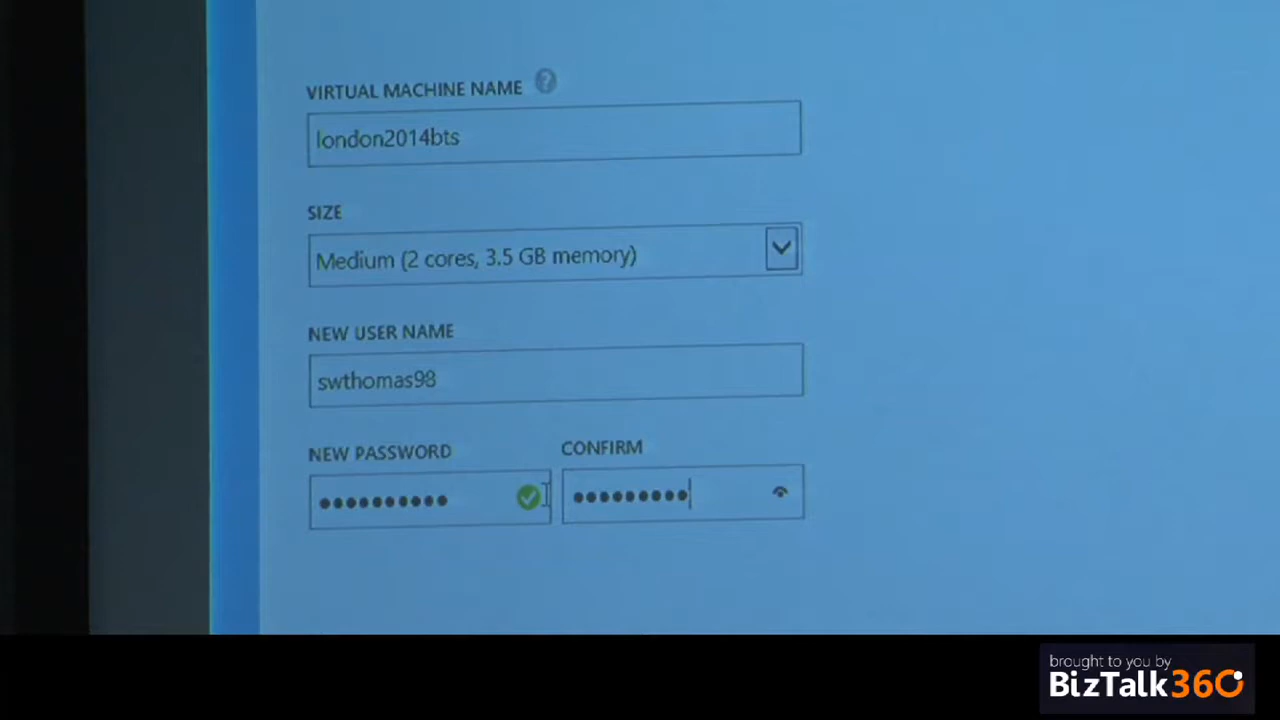 VIRTUAL MACHINE NAME ?
london2014bts
SIZE
Medium (2 cores, 3.5 GB memory)
NEW USER NAME
swthomas98
NEW PASSWORD CONFIRM
•••••••••• •••••••••
brought to you by
BizTalk360